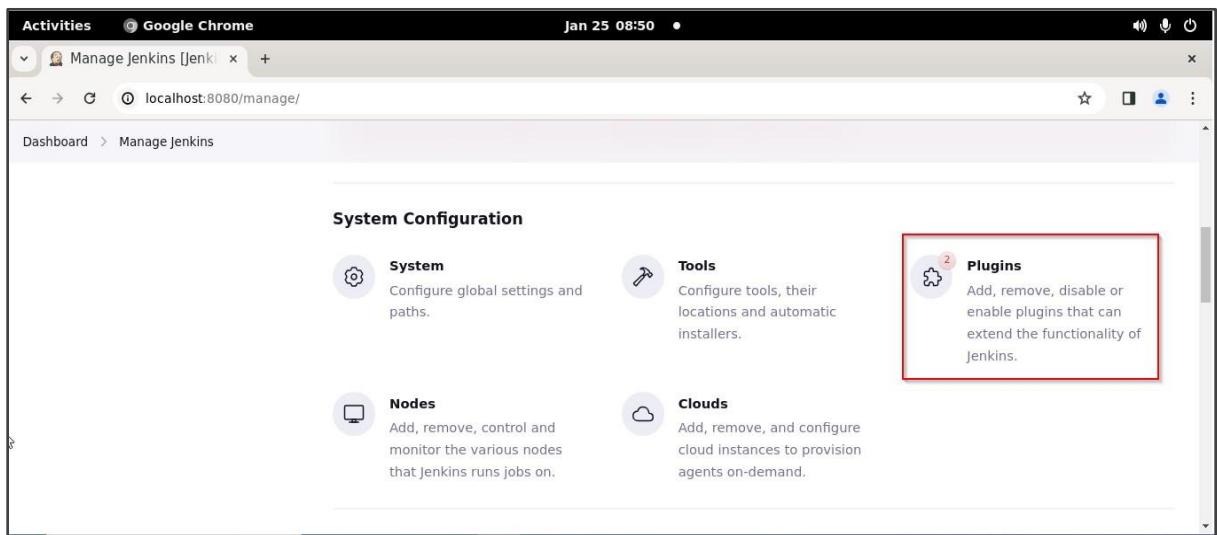 Activities Google Chrome Jan 25 08:50
Manage Jenkins [Jenki
localhost:8080/manage/
Dashboard > Manage Jenkins
System Configuration
System
Configure global settings and
paths.
Tools
Configure tools, their
locations and automatic
installers.
2
Plugins
Add, remove, disable or
enable plugins that can
extend the functionality of
Jenkins.
Nodes
Add, remove, control and
monitor the various nodes
that Jenkins runs jobs on.
Clouds
Add, remove, and configure
cloud instances to provision
agents on-demand.